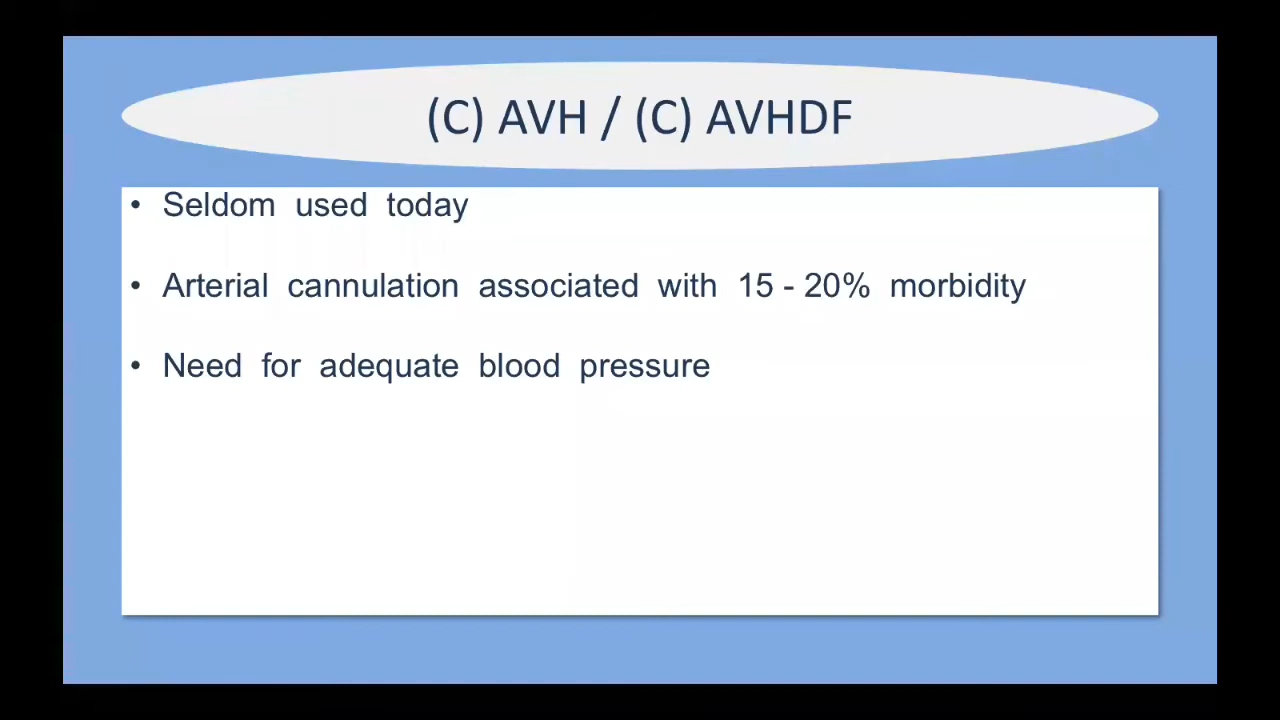 (C) AVH / (C) AVHDF
• Seldom used today
• Arterial cannulation associated with 15 - 20% morbidity
• Need for adequate blood pressure